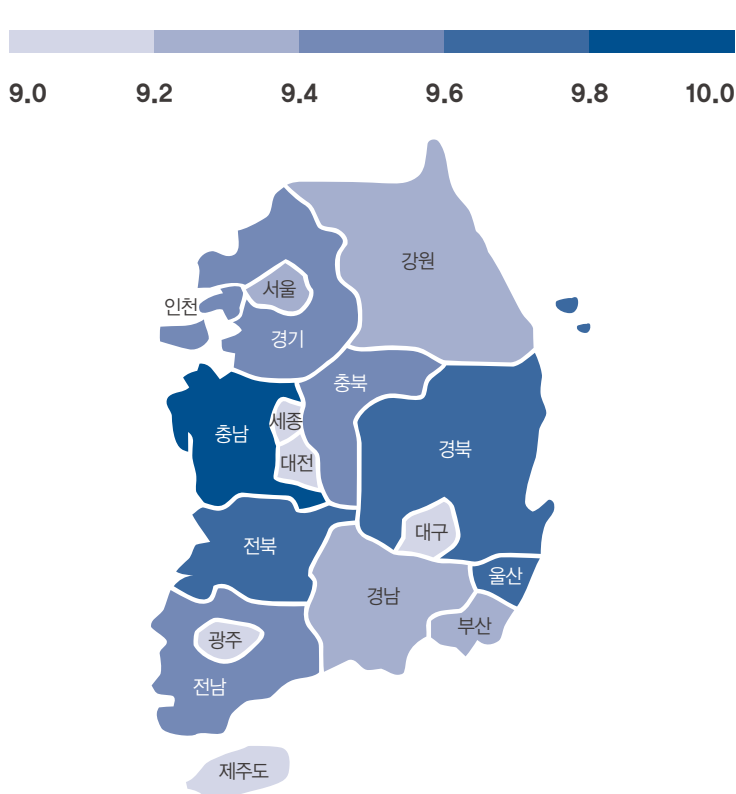 9.0 9.2 9.4 9.6 9.8 10.0
강원
서울
인천
경기
충북
세종
충남
경북
대전
대구
전북
울산
경남
부산
광주
전남
제주도